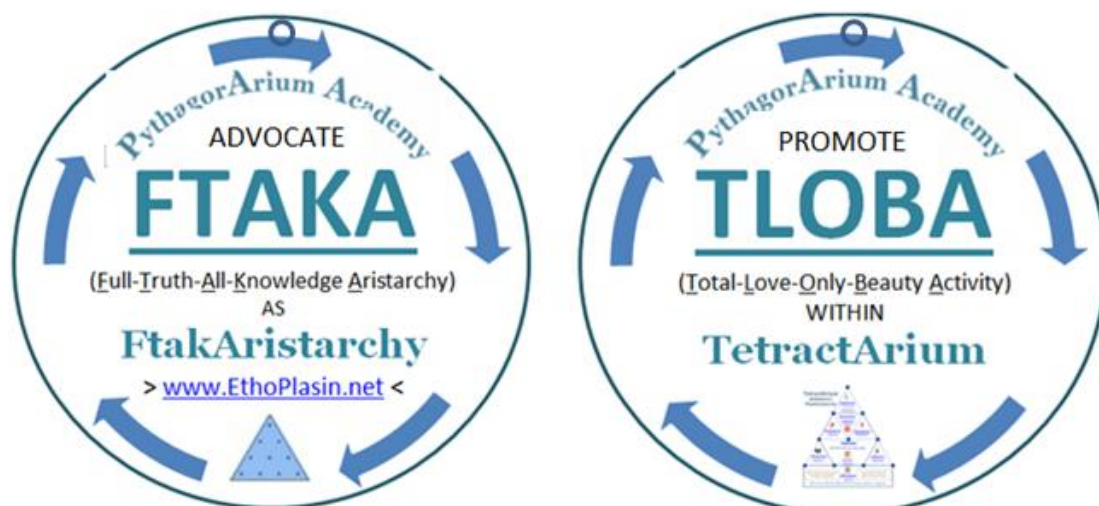 PythagorArium Academy
ADVOCATE
FTAKA
(Full-Truth-All-Knowledge Aristarchy)
AS
FtakAristarchy
> www.EthoPlasin.net <
PythagorArium Academy
PROMOTE
TLOBA
(Total-Love-Only-Beauty Activity)
WITHIN
TetractArium